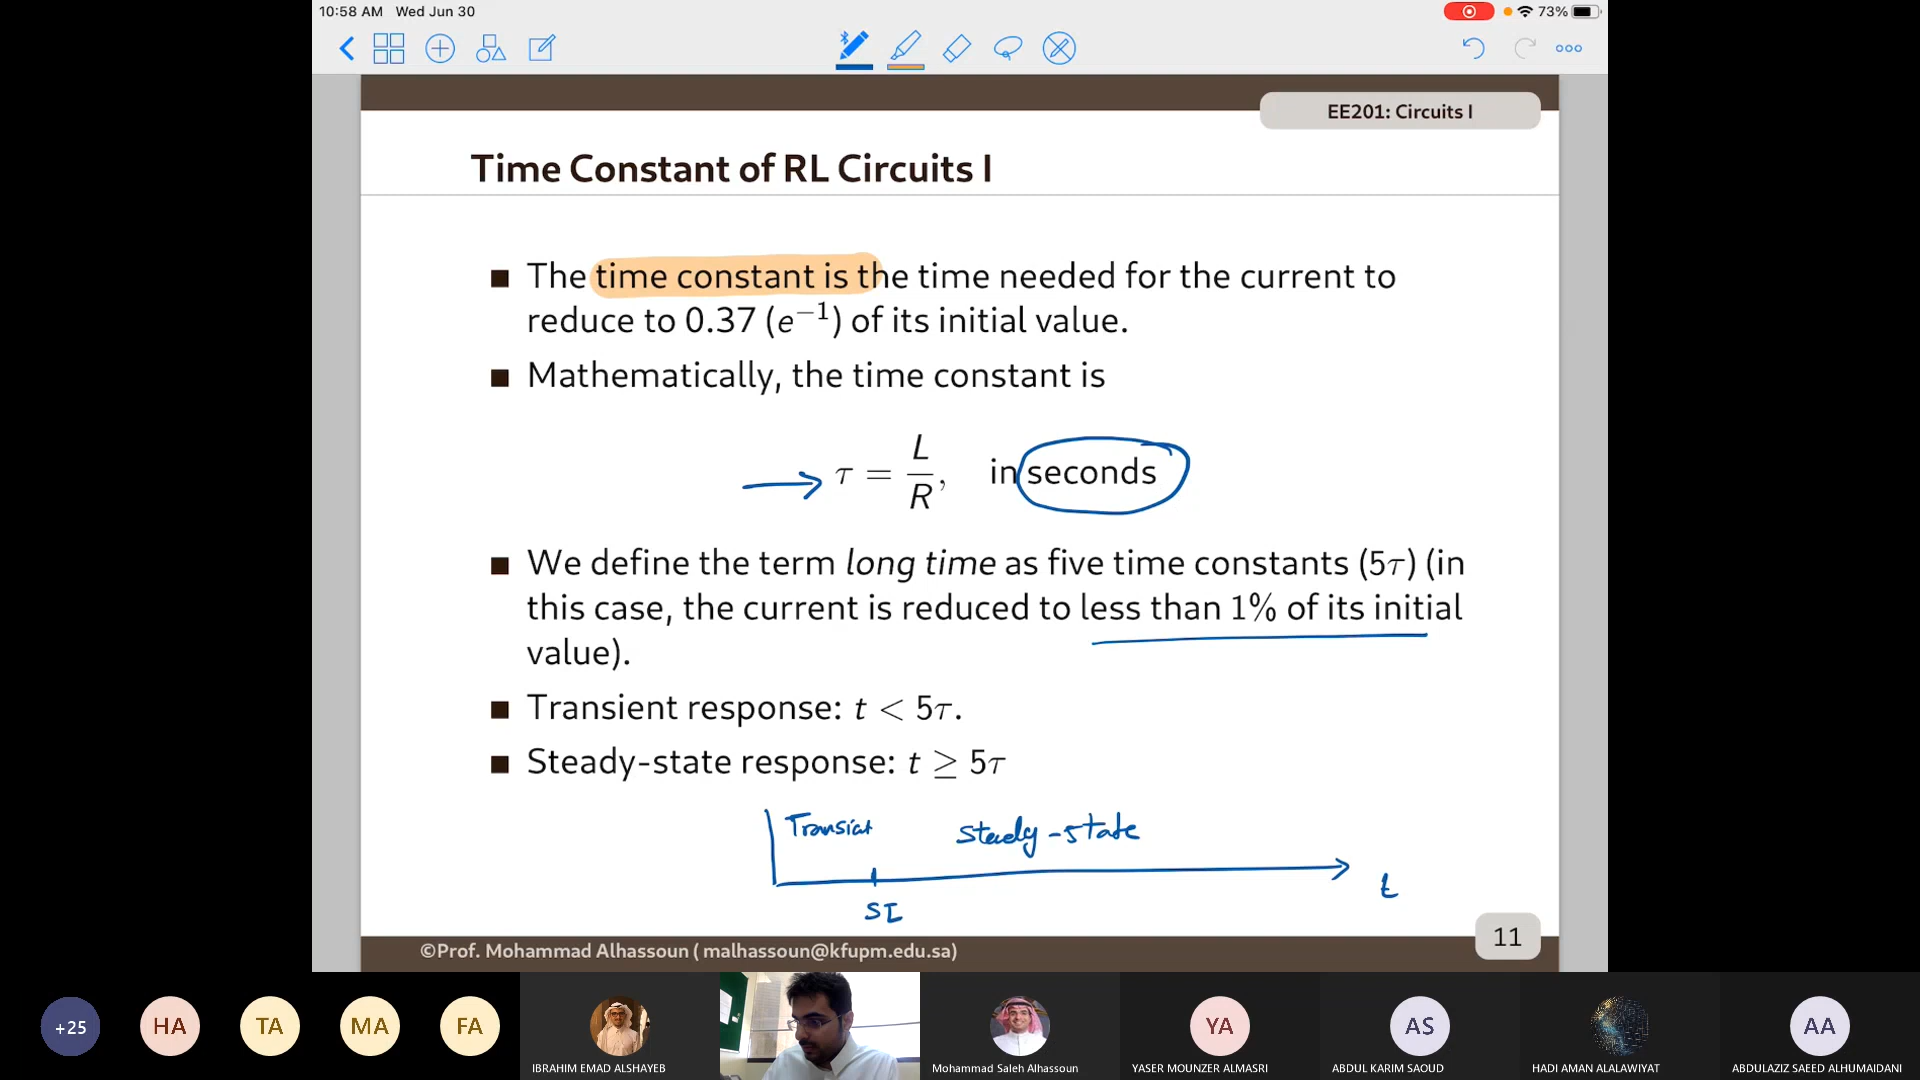 10:58 AM Wed Jun 30
73%
EE201: Circuits I
Time Constant of RL Circuits I
The time constant is the time needed for the current to
reduce to 0.37 (e⁻¹) of its initial value.
Mathematically, the time constant is
τ = L/R, in seconds
We define the term long time as five time constants (5τ) (in
this case, the current is reduced to less than 1% of its initial
value).
Transient response: t < 5τ.
Steady-state response: t ≥ 5τ
Transient Steady-state
t
5τ
©Prof. Mohammad Alhassoun ( malhassoun@kfupm.edu.sa)
11
+25 HA TA MA FA YA AS AA
IBRAHIM EMAD ALSHAYEB Mohammad Saleh Alhassoun YASER MOUNZER ALMASRI ABDUL KARIM SAOUD HADI AMAN ALALAWIYAT ABDULAZIZ SAEED ALHUMAIDANI